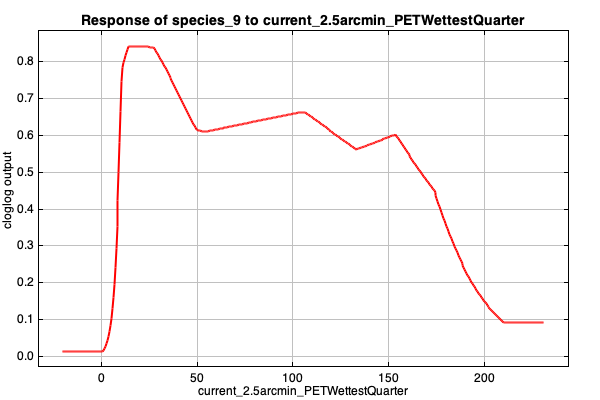 Response of species_9 to current_2.5arcmin_PETWettestQuarter
cloglog output
0.8
0.7
0.6
0.5
0.4
0.3
0.2
0.1
0.0
0 50 100 150 200
current_2.5arcmin_PETWettestQuarter